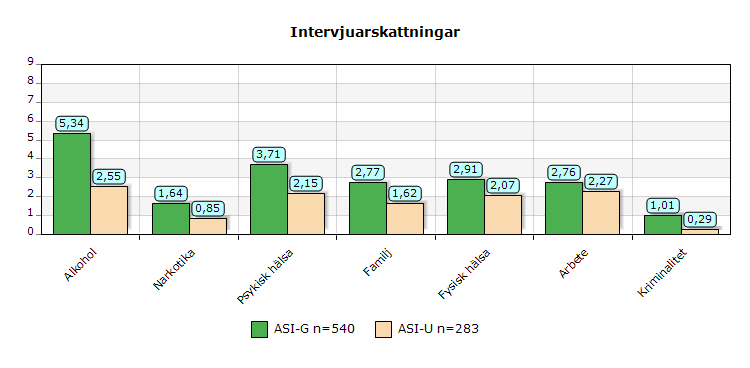 Intervjuarskattningar
9
8
7
6
5
4
3
2
1
0
5,34
2,55
1,64
0,85
3,71
2,15
2,77
1,62
2,91
2,07
2,76
2,27
1,01
0,29
Alkohol
Narkotika
Psykisk hälsa
Familj
Fysisk hälsa
Arbete
Kriminalitet
ASI-G n=540
ASI-U n=283